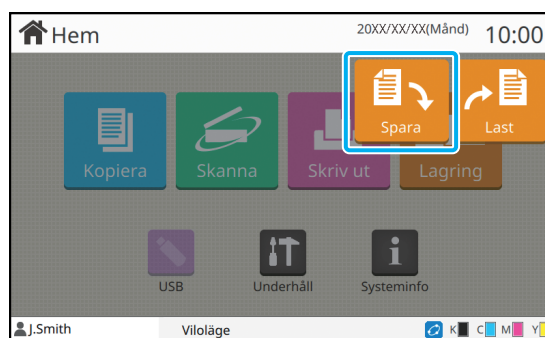 Hem 20XX/XX/XX(Månd) 10:00
Spara Last
Kopiera Skanna Skriv ut Lagring
USB Underhåll Systeminfo
J.Smith Viloläge K C M Y